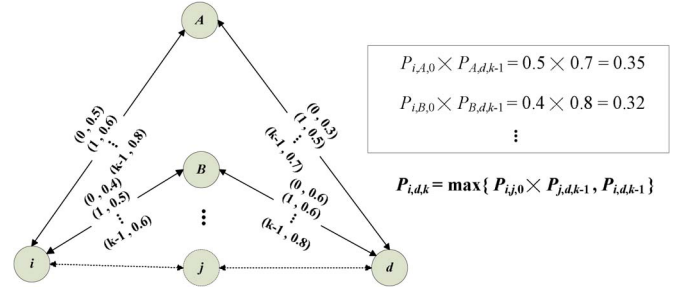 A
(0 , 0.5)
(1 , 0.6)
⋯
(k-1 , 0.8)
(0 , 0.3)
(1 , 0.5)
⋯
(k-1 , 0.7)
B
(0 , 0.4)
(1 , 0.5)
⋯
(k-1 , 0.6)
(0 , 0.6)
(1 , 0.6)
⋯
(k-1 , 0.8)
⋮
i
j
d
P_{i,A,0} × P_{A,d,k-1} = 0.5 × 0.7 = 0.35
P_{i,B,0} × P_{B,d,k-1} = 0.4 × 0.8 = 0.32
⋮
P_{i,d,k} = max{ P_{i,j,0} × P_{j,d,k-1} , P_{i,d,k-1} }